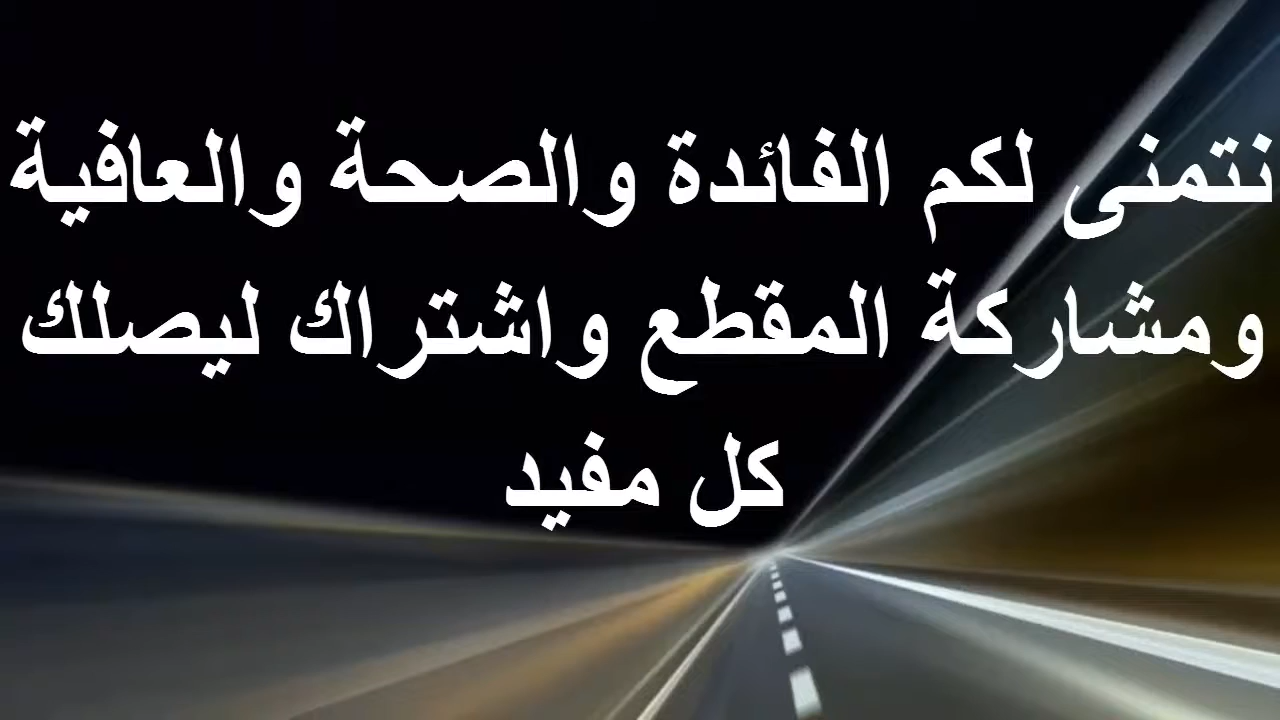 نتمنى لكم الفائدة والصحة والعافية
ومشاركة المقطع واشتراك ليصلك
كل مفيد